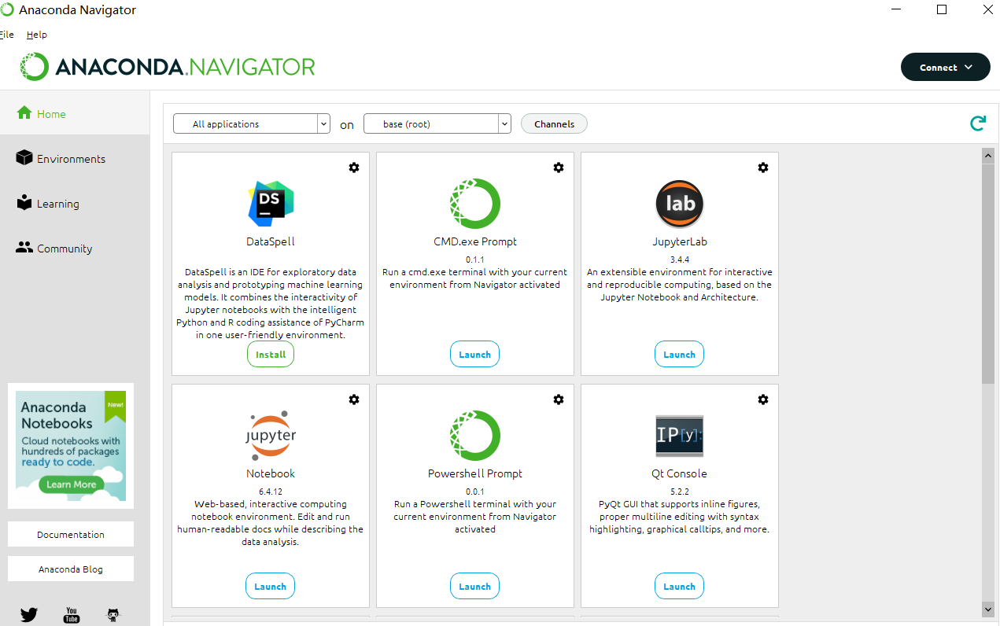 Anaconda Navigator
File Help
ANACONDA.NAVIGATOR
Connect
Home
Environments
Learning
Community
Anaconda
Notebooks
New!
Cloud notebooks with
hundreds of packages
ready to code.
Learn More
Documentation
Anaconda Blog
You
Tube
All applications on base (root) Channels
DS
DataSpell
DataSpell is an IDE for exploratory data
analysis and prototyping machine learning
models. It combines the interactivity of
Jupyter notebooks with the intelligent
Python and R coding assistance of PyCharm
in one user-friendly environment.
Install
CMD.exe Prompt
0.1.1
Run a cmd.exe terminal with your current
environment from Navigator activated
Launch
lab
JupyterLab
3.4.4
An extensible environment for interactive
and reproducible computing, based on the
Jupyter Notebook and Architecture.
Launch
jupyter
Notebook
6.4.12
Web-based, interactive computing
notebook environment. Edit and run
human-readable docs while describing the
data analysis.
Launch
Powershell Prompt
0.0.1
Run a Powershell terminal with your
current environment from Navigator
activated
Launch
IP[y]:
Qt Console
5.2.2
PyQt GUI that supports inline figures,
proper multiline editing with syntax
highlighting, graphical calltips, and more.
Launch